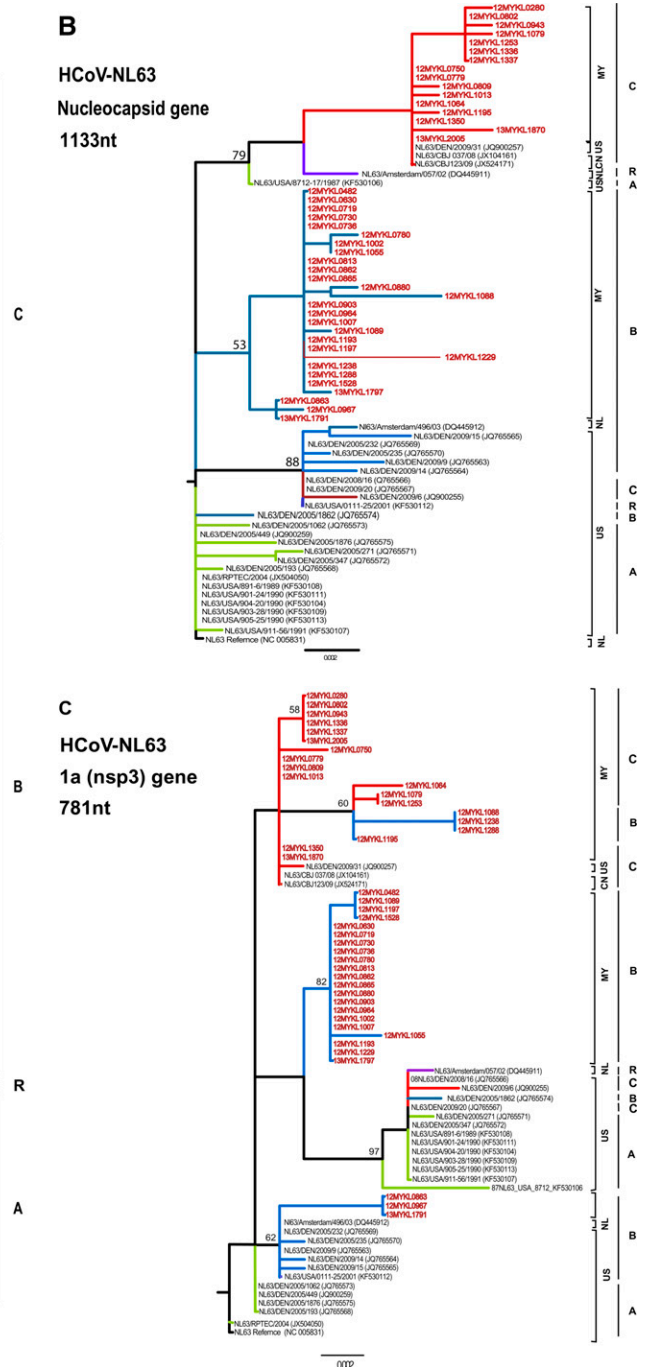 B
HCoV-NL63
Nucleocapsid gene
1133nt
12MYKL0280
12MYKL0802
12MYKL0943
12MYKL1079
12MYKL1253
12MYKL1336
12MYKL1337
12MYKL0750
12MYKL0779
12MYKL0809
12MYKL1013
12MYKL1064
12MYKL1195
12MYKL1350
13MYKL1870
13MYKL2005
NL63/DEN/2009/31 (JQ900257)
NL63/CBJ 037/08 (JX104161)
NL63/CBJ123/09 (JX524171)
79
NL63/Amsterdam/057/02 (DQ445911)
NL63/USA/8712-17/1987 (KF530106)
12MYKL0482
12MYKL0630
12MYKL0719
12MYKL0730
12MYKL0736
12MYKL0780
12MYKL1002
12MYKL1055
12MYKL0813
12MYKL0862
12MYKL0865
12MYKL0880
12MYKL1088
12MYKL0903
12MYKL0964
12MYKL1007
12MYKL1089
12MYKL1193
12MYKL1197
12MYKL1229
12MYKL1238
12MYKL1288
12MYKL1528
13MYKL1797
53
12MYKL0863
12MYKL0967
13MYKL1791
Nl63/Amsterdam/496/03 (DQ445912)
NL63/DEN/2009/15 (JQ765565)
NL63/DEN/2005/232 (JQ765569)
NL63/DEN/2005/235 (JQ765570)
NL63/DEN/2009/9 (JQ765563)
NL63/DEN/2009/14 (JQ765564)
88
NL63/DEN/2008/16 (JQ765566)
NL63/DEN/2009/20 (JQ765567)
NL63/DEN/2009/6 (JQ900255)
NL63/USA/0111-25/2001 (KF530112)
NL63/DEN/2005/1862 (JQ765574)
NL63/DEN/2005/1062 (JQ765573)
NL63/DEN/2005/449 (JQ900259)
NL63/DEN/2005/1876 (JQ765575)
NL63/DEN/2005/271 (JQ765571)
NL63/DEN/2005/347 (JQ765572)
NL63/DEN/2005/193 (JQ765568)
NL63/RPTEC/2004 (JX504050)
NL63/USA/891-6/1989 (KF530108)
NL63/USA/901-24/1990 (KF530111)
NL63/USA/904-20/1990 (KF530104)
NL63/USA/903-28/1990 (KF530109)
NL63/USA/905-25/1990 (KF530113)
NL63/USA/911-56/1991 (KF530107)
NL63 Refernce (NC 005831)
0.002
MY
US
CN
NL
US
MY
NL
US
NL
C
R
A
B
C
R
B
A
C
B
R
A
C
HCoV-NL63
1a (nsp3) gene
781nt
58
12MYKL0280
12MYKL0802
12MYKL0943
12MYKL1336
12MYKL1337
13MYKL2005
12MYKL0750
12MYKL0779
12MYKL0809
12MYKL1013
60
12MYKL1064
12MYKL1079
12MYKL1253
12MYKL1088
12MYKL1238
12MYKL1288
12MYKL1195
12MYKL1350
13MYKL1870
NL63/DEN/2009/31 (JQ900257)
NL63/CBJ 037/08 (JX104161)
NL63/CBJ123/09 (JX524171)
12MYKL0482
12MYKL1089
12MYKL1197
12MYKL1528
12MYKL0630
12MYKL0719
12MYKL0730
12MYKL0736
12MYKL0780
12MYKL0813
12MYKL0862
12MYKL0865
12MYKL0880
12MYKL0903
12MYKL0964
12MYKL1002
12MYKL1007
82
12MYKL1055
12MYKL1193
12MYKL1229
13MYKL1797
NL63/Amsterdam/057/02 (DQ445911)
08NL63/DEN/2008/16 (JQ765566)
NL63/DEN/2009/6 (JQ900255)
NL63/DEN/2005/1862 (JQ765574)
NL63/DEN/2009/20 (JQ765567)
NL63/DEN/2005/271 (JQ765571)
NL63/DEN/2005/347 (JQ765572)
NL63/USA/891-6/1989 (KF530108)
NL63/USA/901-24/1990 (KF530111)
NL63/USA/904-20/1990 (KF530104)
NL63/USA/903-28/1990 (KF530109)
NL63/USA/905-25/1990 (KF530113)
NL63/USA/911-56/1991 (KF530107)
97
87NL63_USA_8712_KF530106
12MYKL0863
12MYKL0967
13MYKL1791
Nl63/Amsterdam/496/03 (DQ445912)
NL63/DEN/2005/232 (JQ765569)
NL63/DEN/2005/235 (JQ765570)
62
NL63/DEN/2009/9 (JQ765563)
NL63/DEN/2009/14 (JQ765564)
NL63/DEN/2009/15 (JQ765565)
NL63/USA/0111-25/2001 (KF530112)
NL63/DEN/2005/1062 (JQ765573)
NL63/DEN/2005/449 (JQ900259)
NL63/DEN/2005/1876 (JQ765575)
NL63/DEN/2005/193 (JQ765568)
NL63/RPTEC/2004 (JX504050)
NL63 Refernce (NC 005831)
0.002
MY
US
CN
MY
NL
US
NL
US
C
B
C
B
R
C
B
C
A
B
A